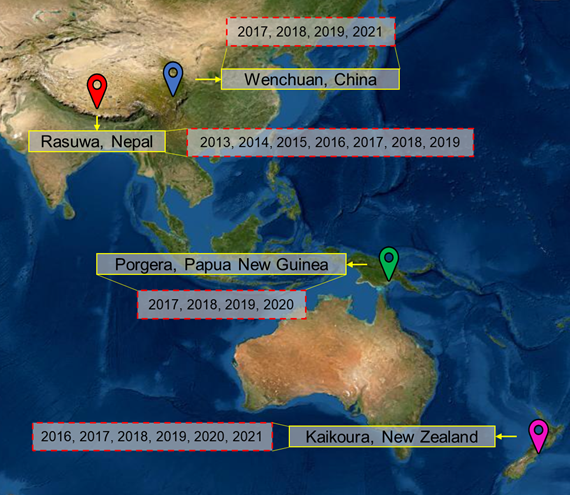 2017, 2018, 2019, 2021
Wenchuan, China
Rasuwa, Nepal
2013, 2014, 2015, 2016, 2017, 2018, 2019
Porgera, Papua New Guinea
2017, 2018, 2019, 2020
2016, 2017, 2018, 2019, 2020, 2021
Kaikoura, New Zealand